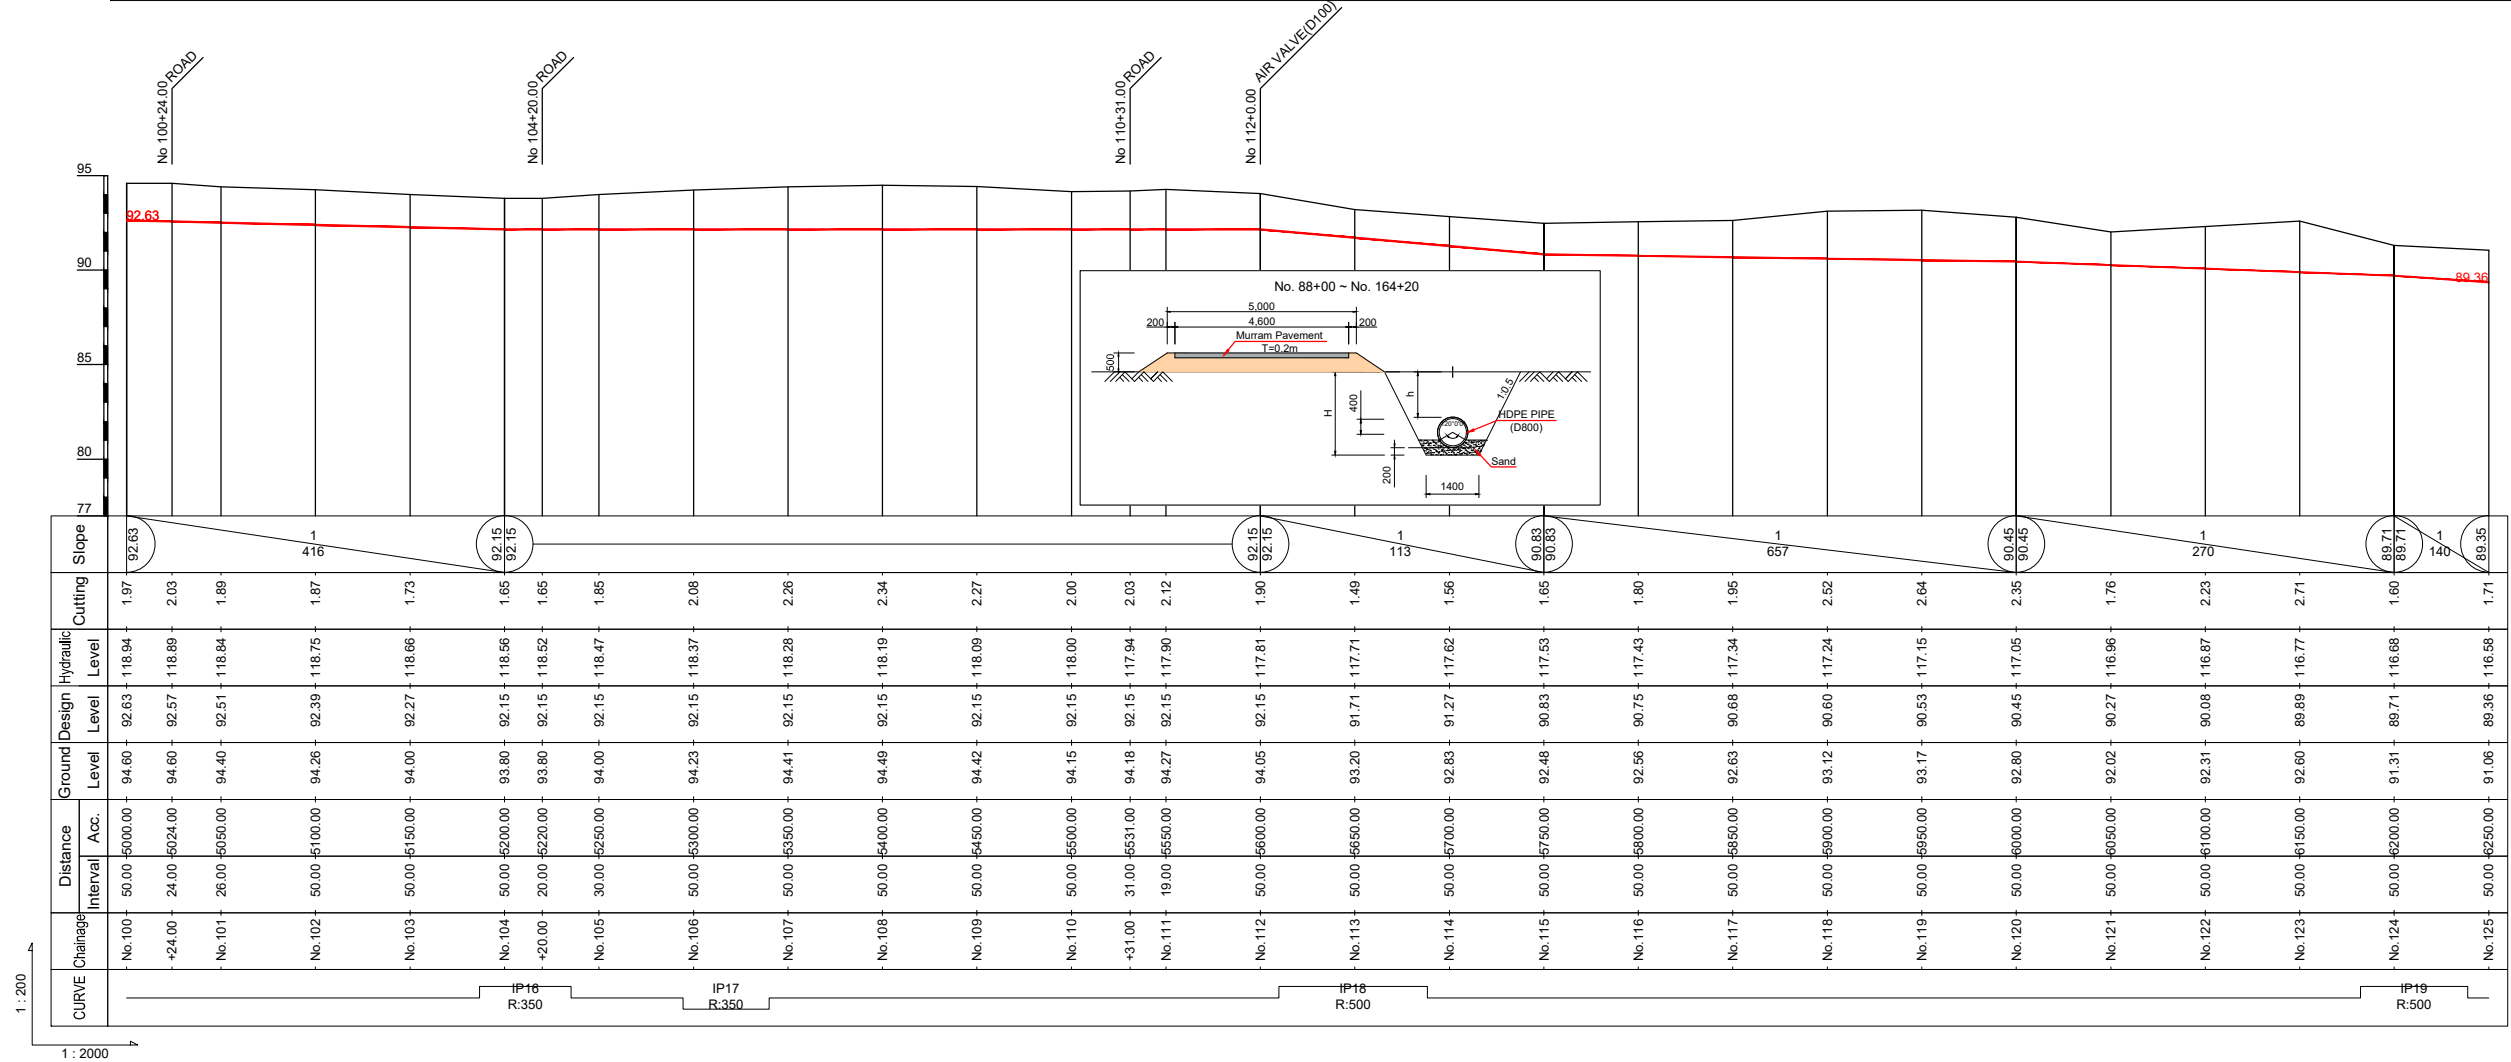 No 100+24.00 ROAD
No 104+20.00 ROAD
No 110+31.00 ROAD
No 112+0.00 AIR VALVE(D100)
95
90
85
80
77
92.63
89.36
No. 88+00 ~ No. 164+20
5,000
200 4,600 200
Murram Pavement
T=0.2m
500
H
h
400
200
1:0.5
120°0'0"
HDPE PIPE
(D800)
Sand
1400
Slope 92.63 1 416 92.15 92.15 92.15 92.15 1 113 90.83 90.83 1 657 90.45 90.45 1 270 89.71 89.71 1 140 89.35
Cutting 1.97 2.03 1.89 1.87 1.73 1.65 1.65 1.85 2.08 2.26 2.34 2.27 2.00 2.03 2.12 1.90 1.49 1.56 1.65 1.80 1.95 2.52 2.64 2.35 1.76 2.23 2.71 1.60 1.71
Hydraulic Level 118.94 118.89 118.84 118.75 118.66 118.56 118.52 118.47 118.37 118.28 118.19 118.09 118.00 117.94 117.90 117.81 117.71 117.62 117.53 117.43 117.34 117.24 117.15 117.05 116.96 116.87 116.77 116.68 116.58
Design Level 92.63 92.57 92.51 92.39 92.27 92.15 92.15 92.15 92.15 92.15 92.15 92.15 92.15 92.15 92.15 92.15 91.71 91.27 90.83 90.75 90.68 90.60 90.53 90.45 90.27 90.08 89.89 89.71 89.36
Ground Level 94.60 94.60 94.40 94.26 94.00 93.80 93.80 94.00 94.23 94.41 94.49 94.42 94.15 94.18 94.27 94.05 93.20 92.83 92.48 92.56 92.63 93.12 93.17 92.80 92.02 92.31 92.60 91.31 91.06
Distance Acc. 5000.00 5024.00 5050.00 5100.00 5150.00 5200.00 5220.00 5250.00 5300.00 5350.00 5400.00 5450.00 5500.00 5531.00 5550.00 5600.00 5650.00 5700.00 5750.00 5800.00 5850.00 5900.00 5950.00 6000.00 6050.00 6100.00 6150.00 6200.00 6250.00
Interval 50.00 24.00 26.00 50.00 50.00 50.00 20.00 30.00 50.00 50.00 50.00 50.00 50.00 31.00 19.00 50.00 50.00 50.00 50.00 50.00 50.00 50.00 50.00 50.00 50.00 50.00 50.00 50.00 50.00
Chainage No.100 +24.00 No.101 No.102 No.103 No.104 +20.00 No.105 No.106 No.107 No.108 No.109 No.110 +31.00 No.111 No.112 No.113 No.114 No.115 No.116 No.117 No.118 No.119 No.120 No.121 No.122 No.123 No.124 No.125
CURVE IP16 R:350 IP17 R:350 IP18 R:500 IP19 R:500
1 : 200
1 : 2000